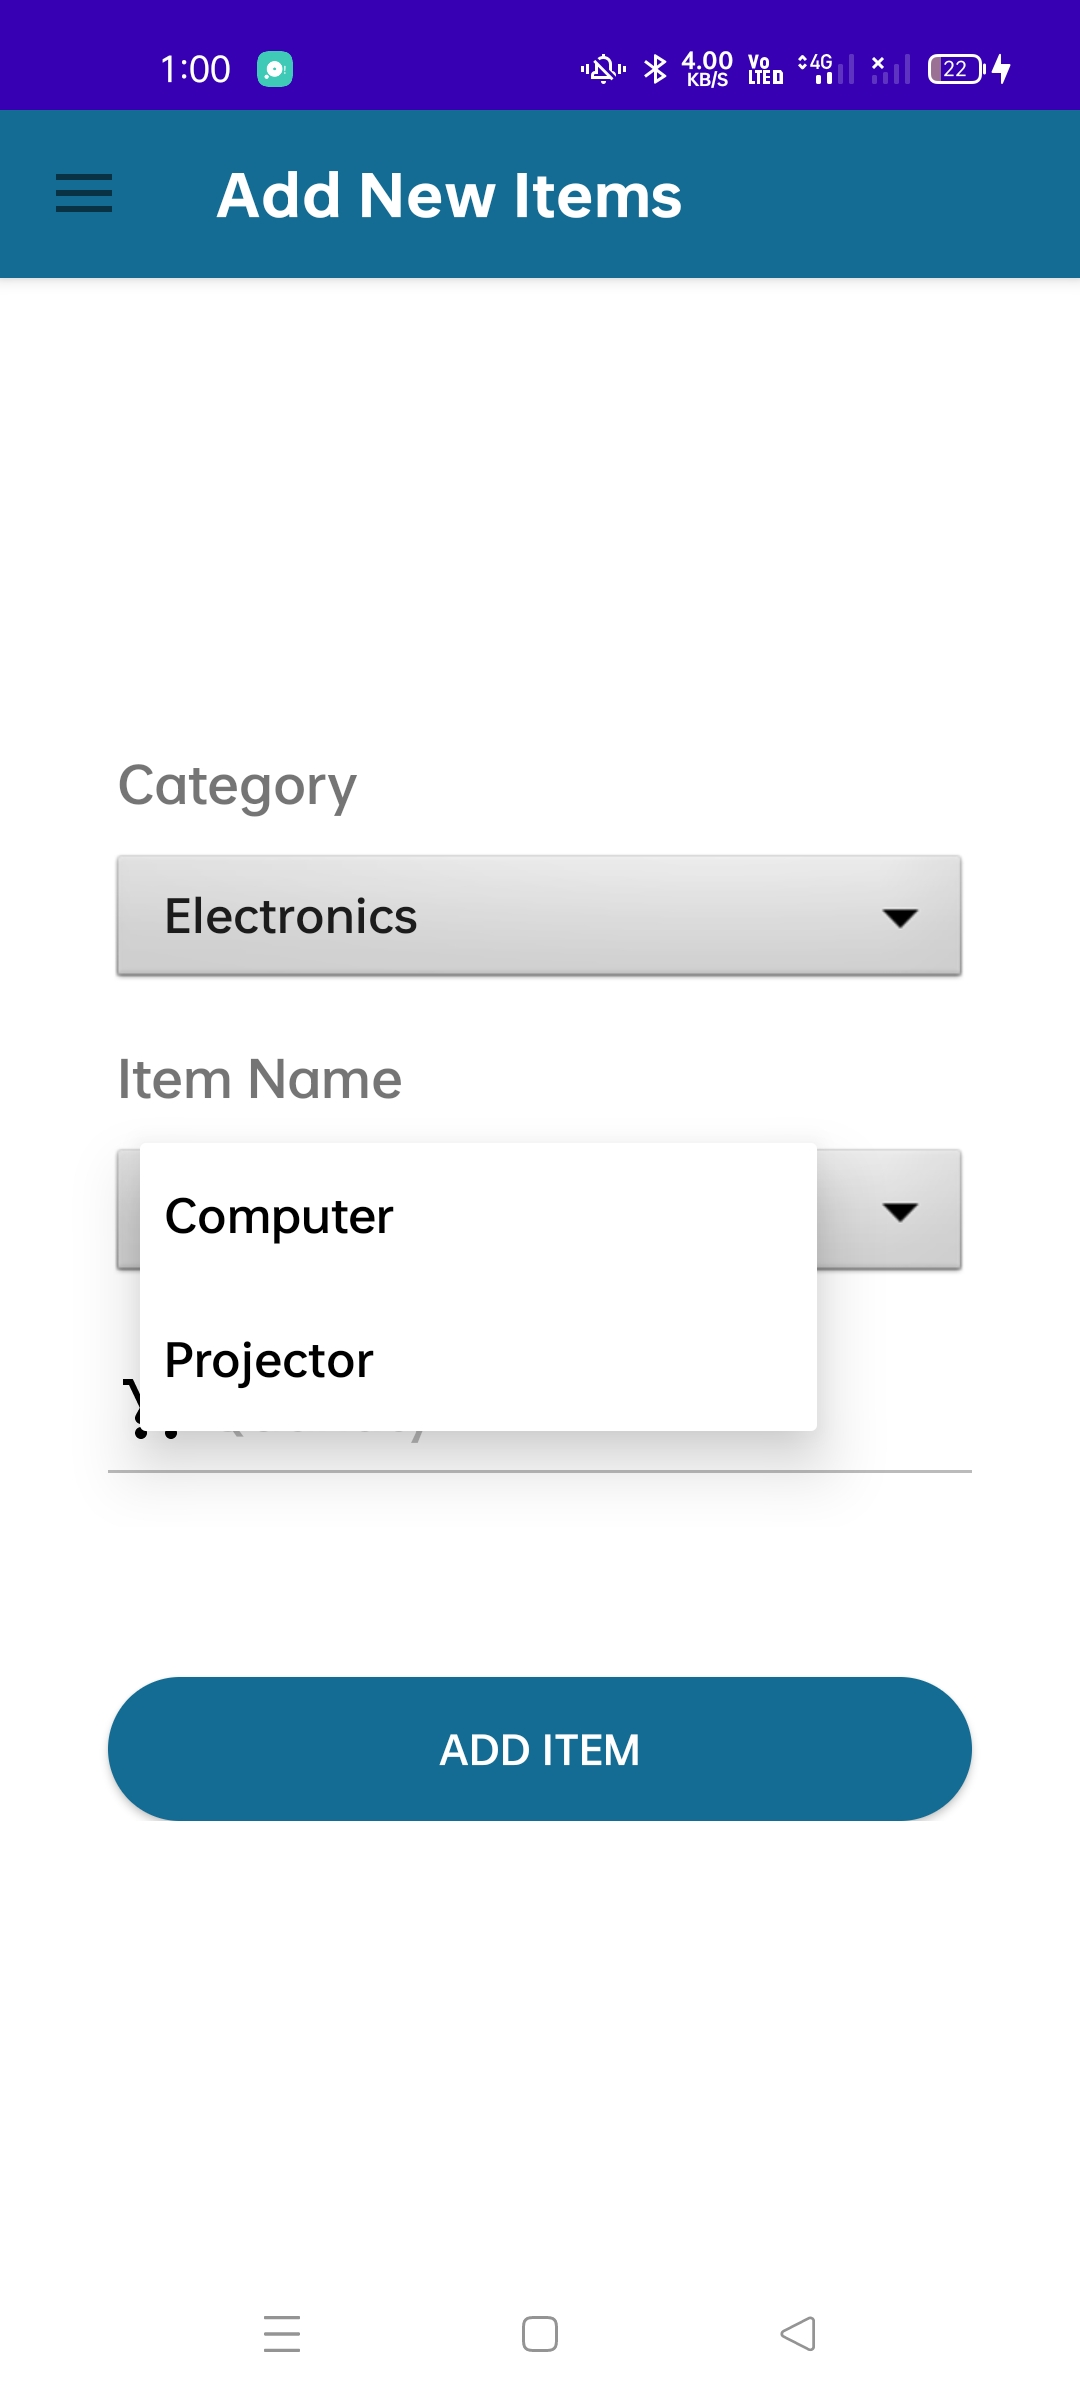 1:00
4.00
KB/S
Vo
LTED
4G
22
Add New Items
Category
Electronics
Item Name
Computer
Projector
ADD ITEM